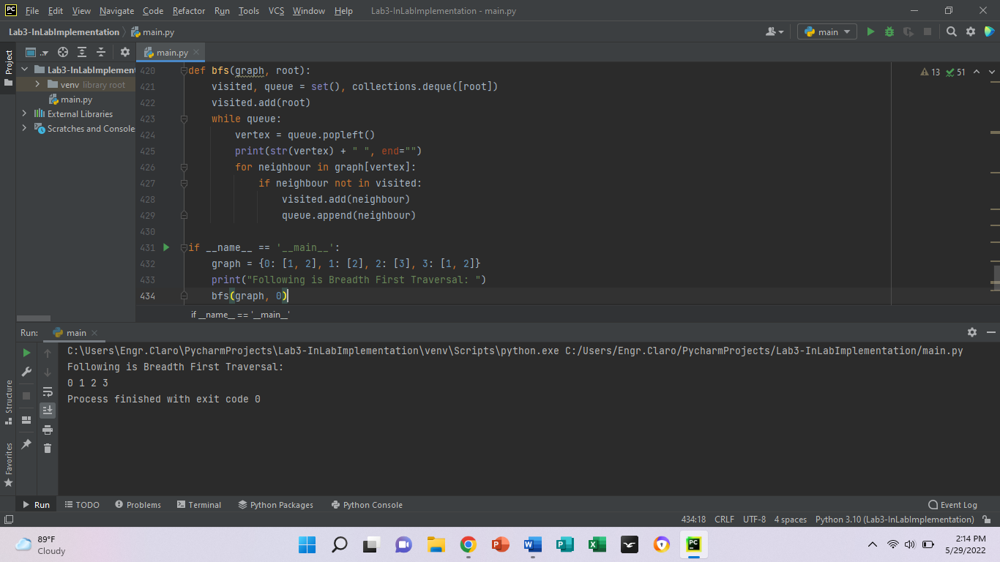 PC File Edit View Navigate Code Refactor Run Tools VCS Window Help Lab3-InLabImplementation - main.py
Lab3-InLabImplementation main.py main
Project
main.py
Lab3-InLabImplementation
venv library root
main.py
External Libraries
Scratches and Console
13 51
420 def bfs(graph, root):
421 visited, queue = set(), collections.deque([root])
422 visited.add(root)
423 while queue:
424 vertex = queue.popleft()
425 print(str(vertex) + " ", end="")
426 for neighbour in graph[vertex]:
427 if neighbour not in visited:
428 visited.add(neighbour)
429 queue.append(neighbour)
430
431 if __name__ == '__main__':
432 graph = {0: [1, 2], 1: [2], 2: [3], 3: [1, 2]}
433 print("Following is Breadth First Traversal: ")
434 bfs(graph, 0)
if __name__ == '__main__'
Run: main
C:\Users\Engr.Claro\PycharmProjects\Lab3-InLabImplementation\venv\Scripts\python.exe C:/Users/Engr.Claro/PycharmProjects/Lab3-InLabImplementation/main.py
Following is Breadth First Traversal:
0 1 2 3
Process finished with exit code 0
Structure
Favorites
Run TODO Problems Terminal Python Packages Python Console Event Log
434:18 CRLF UTF-8 4 spaces Python 3.10 (Lab3-InLabImplementation)
89°F
Cloudy
2:14 PM
5/29/2022